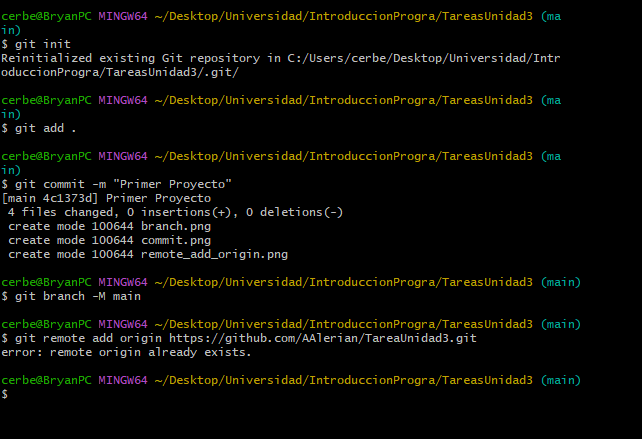 cerbe@BryanPC MINGW64 ~/Desktop/Universidad/IntroduccionProgra/TareasUnidad3 (ma
in)
$ git init
Reinitialized existing Git repository in C:/Users/cerbe/Desktop/Universidad/Intr
oduccionProgra/TareasUnidad3/.git/
cerbe@BryanPC MINGW64 ~/Desktop/Universidad/IntroduccionProgra/TareasUnidad3 (ma
in)
$ git add .
cerbe@BryanPC MINGW64 ~/Desktop/Universidad/IntroduccionProgra/TareasUnidad3 (ma
in)
$ git commit -m "Primer Proyecto"
[main 4c1373d] Primer Proyecto
 4 files changed, 0 insertions(+), 0 deletions(-)
 create mode 100644 branch.png
 create mode 100644 commit.png
 create mode 100644 remote_add_origin.png
cerbe@BryanPC MINGW64 ~/Desktop/Universidad/IntroduccionProgra/TareasUnidad3 (main)
$ git branch -M main
cerbe@BryanPC MINGW64 ~/Desktop/Universidad/IntroduccionProgra/TareasUnidad3 (main)
$ git remote add origin https://github.com/AAlerian/TareaUnidad3.git
error: remote origin already exists.
cerbe@BryanPC MINGW64 ~/Desktop/Universidad/IntroduccionProgra/TareasUnidad3 (main)
$